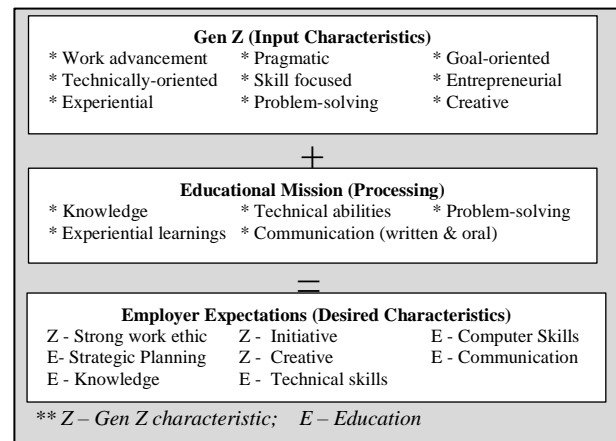 Gen Z (Input Characteristics)
* Work advancement * Pragmatic * Goal-oriented
* Technically-oriented * Skill focused * Entrepreneurial
* Experiential * Problem-solving * Creative
+
Educational Mission (Processing)
* Knowledge * Technical abilities * Problem-solving
* Experiential learnings * Communication (written & oral)
=
Employer Expectations (Desired Characteristics)
Z - Strong work ethic Z - Initiative E - Computer Skills
E- Strategic Planning Z - Creative E - Communication
E - Knowledge E - Technical skills
** Z – Gen Z characteristic; E – Education